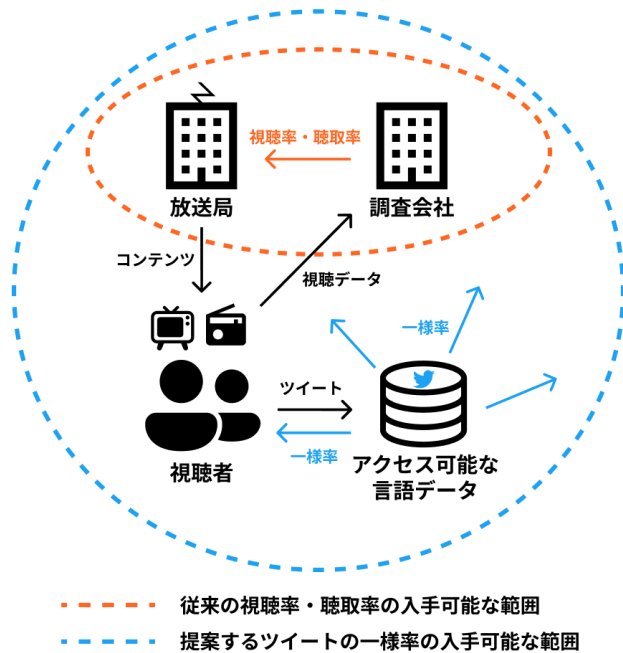 視聴率・聴取率
放送局
調査会社
コンテンツ
視聴データ
一様率
ツイート
一様率
視聴者
アクセス可能な
言語データ
従来の視聴率・聴取率の入手可能な範囲
提案するツイートの一様率の入手可能な範囲